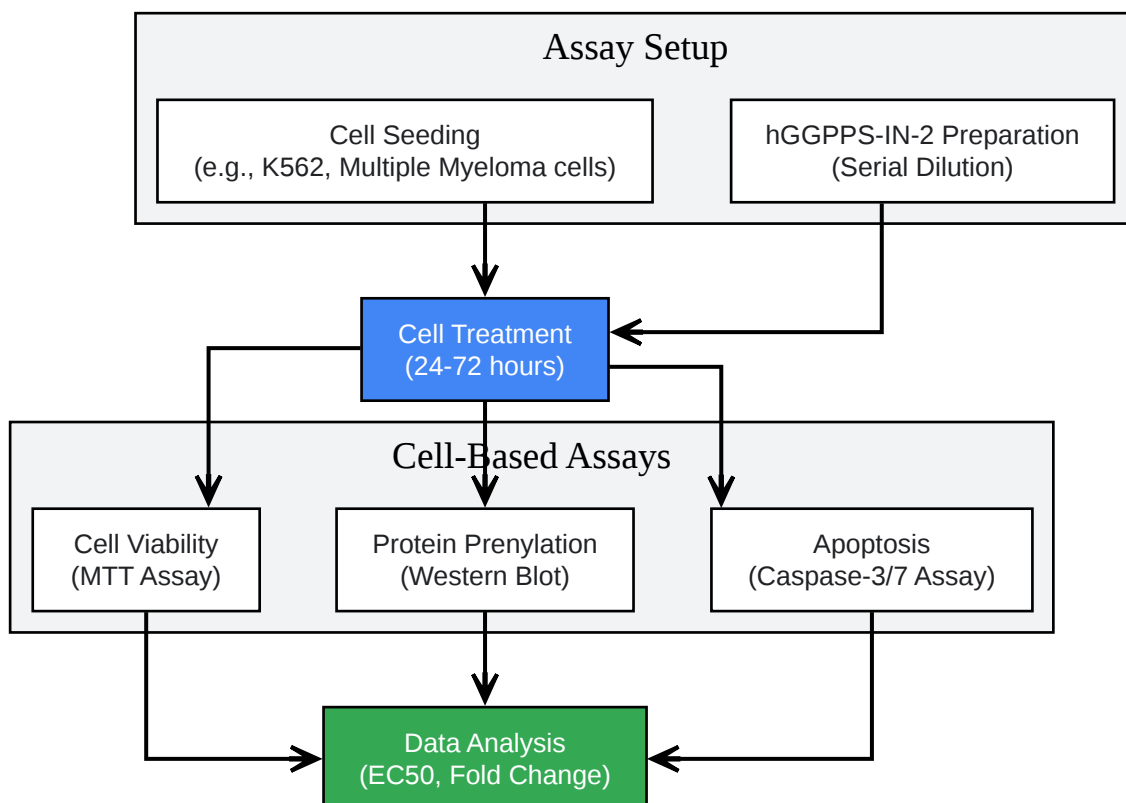 Assay Setup
Cell Seeding
(e.g., K562, Multiple Myeloma cells)
hGGPPS-IN-2 Preparation
(Serial Dilution)
Cell Treatment
(24-72 hours)
Cell-Based Assays
Cell Viability
(MTT Assay)
Protein Prenylation
(Western Blot)
Apoptosis
(Caspase-3/7 Assay)
Data Analysis
(EC50, Fold Change)